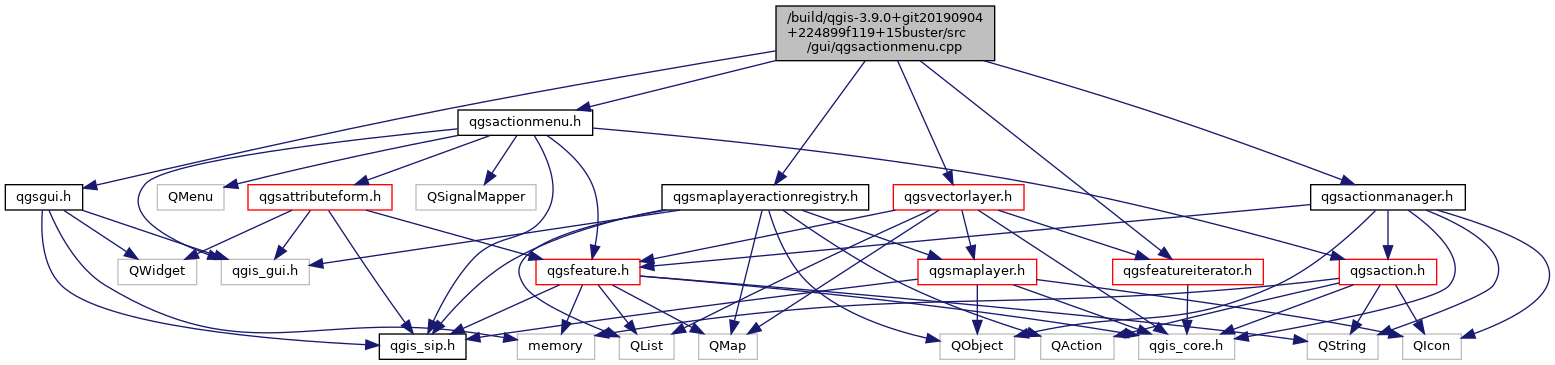 /build/qgis-3.9.0+git20190904
+224899f119+15buster/src
/gui/qgsactionmenu.cpp
qgsactionmenu.h
qgsgui.h
QMenu
qgsattributeform.h
QSignalMapper
qgsmaplayeractionregistry.h
qgsvectorlayer.h
qgsactionmanager.h
QWidget
qgis_gui.h
qgsfeature.h
qgsmaplayer.h
qgsfeatureiterator.h
qgsaction.h
qgis_sip.h
memory
QList
QMap
QObject
QAction
qgis_core.h
QString
QIcon